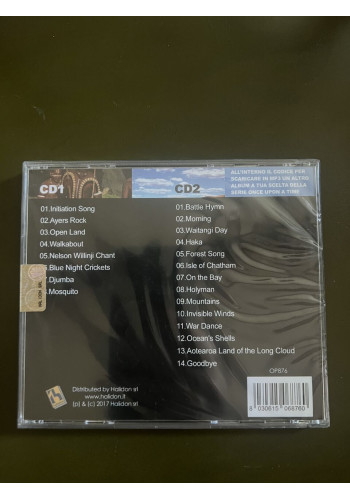 CD1
01.Initiation Song
02.Ayers Rock
03.Open Land
04.Walkabout
05.Nelson Willinji Chant
.Blue Night Crickets
.Djumba
.Mosquito
CD2
01.Battle Hymn
02.Morning
03.Waitangi Day
04.Haka
05.Forest Song
06.Isle of Chatham
07.On the Bay
08.Holyman
09.Mountains
10.Invisible Winds
11.War Dance
12.Ocean's Shells
13.Aotearoa Land of the Long Cloud
14.Goodbye
ALL'INTERNO IL CODICE PER
SCARICARE IN MP3 UN ALTRO
ALBUM A TUA SCELTA DELLA
SERIE ONCE UPON A TIME
Distributed by Halidon srl
www.halidon.it
(p) & (c) 2017 Halidon srl
OP876
8 030615 068760